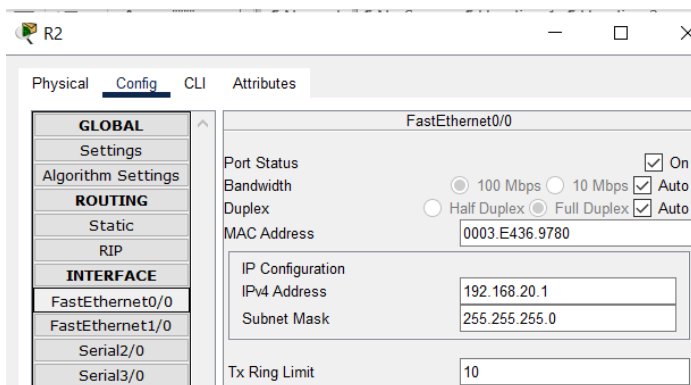 R2
Physical Config CLI Attributes
GLOBAL
Settings
Algorithm Settings
ROUTING
Static
RIP
INTERFACE
FastEthernet0/0
FastEthernet1/0
Serial2/0
Serial3/0
FastEthernet0/0
Port Status On
Bandwidth 100 Mbps 10 Mbps Auto
Duplex Half Duplex Full Duplex Auto
MAC Address 0003.E436.9780
IP Configuration
IPv4 Address 192.168.20.1
Subnet Mask 255.255.255.0
Tx Ring Limit 10